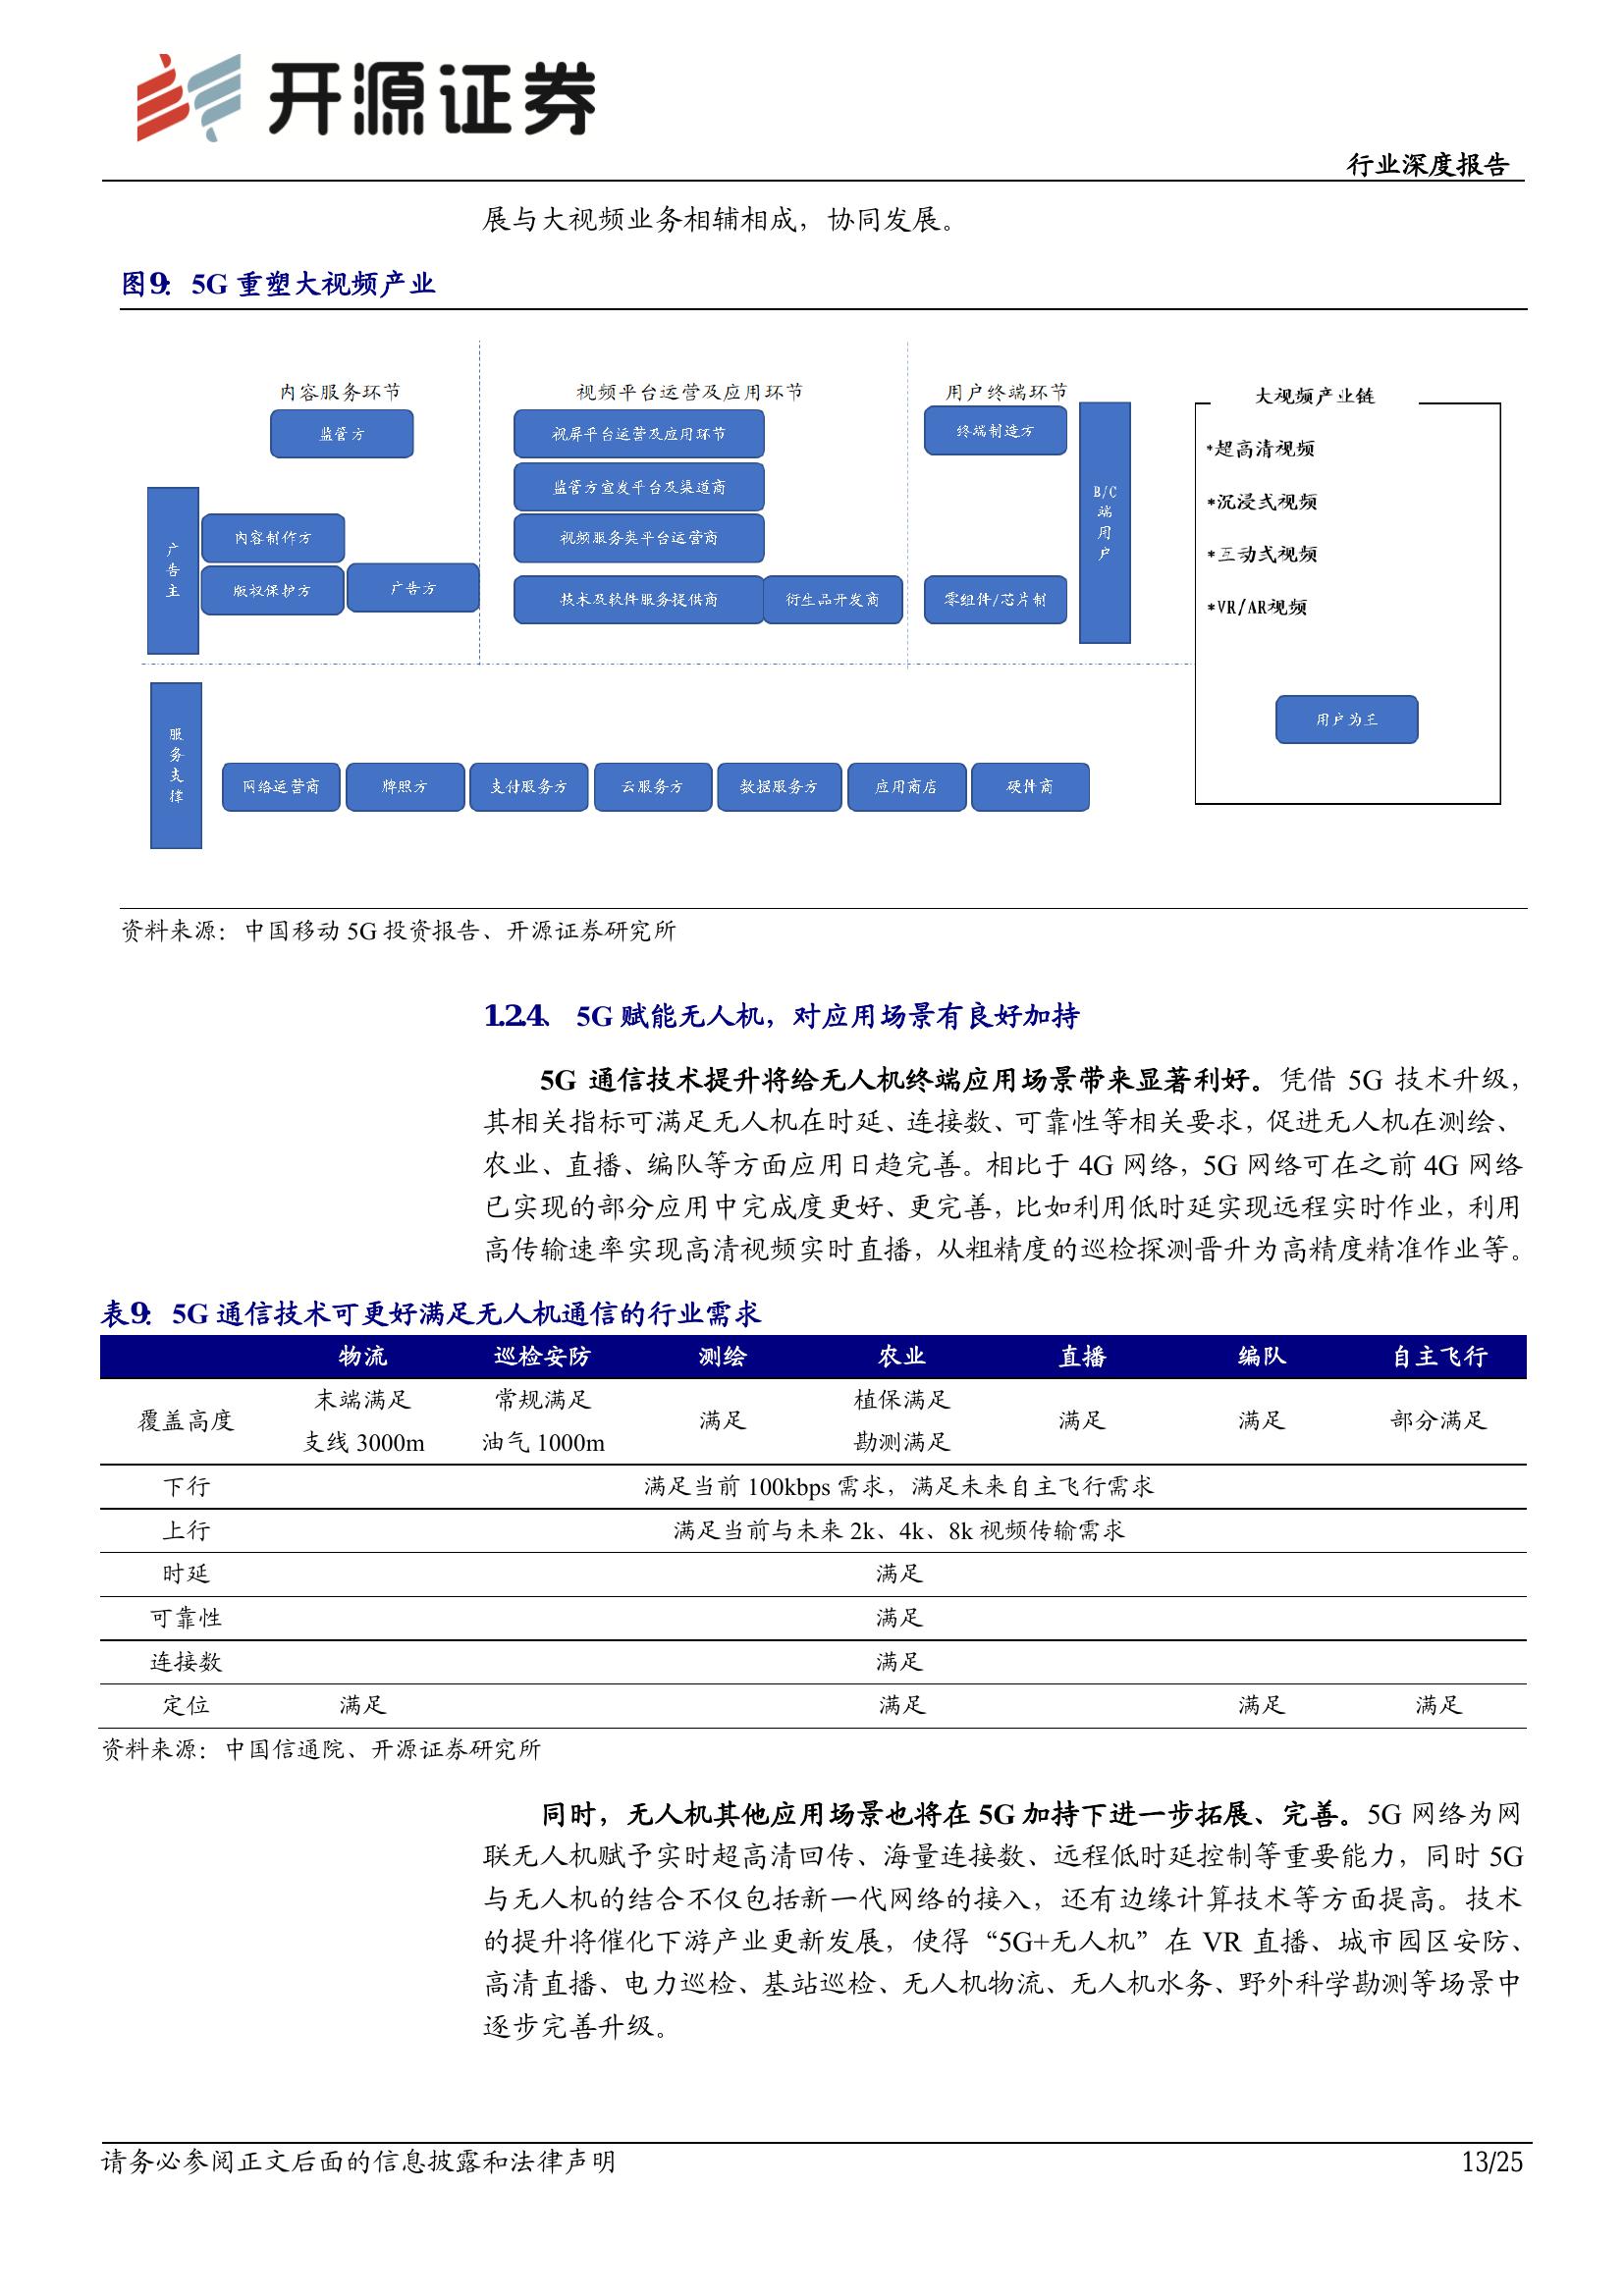 开源证券
行业深度报告
展与大视频业务相辅相成，协同发展。
图9： 5G 重塑大视频产业
内容服务环节
视频平台运营及应用环节
用户终端环节
大视频产业链
监管方
视屏平台运营及应用环节
终端制造方
*超高清视频
监管方宣发平台及渠道商
B/C
端
用
户
*沉浸式视频
广
告
主
内容制作方
视频服务类平台运营商
*互动式视频
版权保护方
广告方
技术及软件服务提供商
衍生品开发商
零组件/芯片制
*VR/AR视频
用户为王
服
务
支
律
网络运营商
牌照方
支付服务方
云服务方
数据服务方
应用商店
硬件商
资料来源：中国移动 5G 投资报告、开源证券研究所
1.2.4、 5G 赋能无人机，对应用场景有良好加持
5G 通信技术提升将给无人机终端应用场景带来显著利好。凭借 5G 技术升级，
其相关指标可满足无人机在时延、连接数、可靠性等相关要求，促进无人机在测绘、
农业、直播、编队等方面应用日趋完善。相比于 4G 网络，5G 网络可在之前 4G 网络
已实现的部分应用中完成度更好、更完善，比如利用低时延实现远程实时作业，利用
高传输速率实现高清视频实时直播，从粗精度的巡检探测晋升为高精度精准作业等。
表9： 5G 通信技术可更好满足无人机通信的行业需求
物流 巡检安防 测绘 农业 直播 编队 自主飞行
末端满足 常规满足 植保满足
覆盖高度 满足 满足 满足 部分满足
支线 3000m 油气 1000m 勘测满足
下行 满足当前 100kbps 需求，满足未来自主飞行需求
上行 满足当前与未来 2k、4k、8k 视频传输需求
时延 满足
可靠性 满足
连接数 满足
定位 满足 满足 满足 满足
资料来源：中国信通院、开源证券研究所
同时，无人机其他应用场景也将在 5G 加持下进一步拓展、完善。5G 网络为网
联无人机赋予实时超高清回传、海量连接数、远程低时延控制等重要能力，同时 5G
与无人机的结合不仅包括新一代网络的接入，还有边缘计算技术等方面提高。技术
的提升将催化下游产业更新发展，使得“5G+无人机”在 VR 直播、城市园区安防、
高清直播、电力巡检、基站巡检、无人机物流、无人机水务、野外科学勘测等场景中
逐步完善升级。
请务必参阅正文后面的信息披露和法律声明
13/25